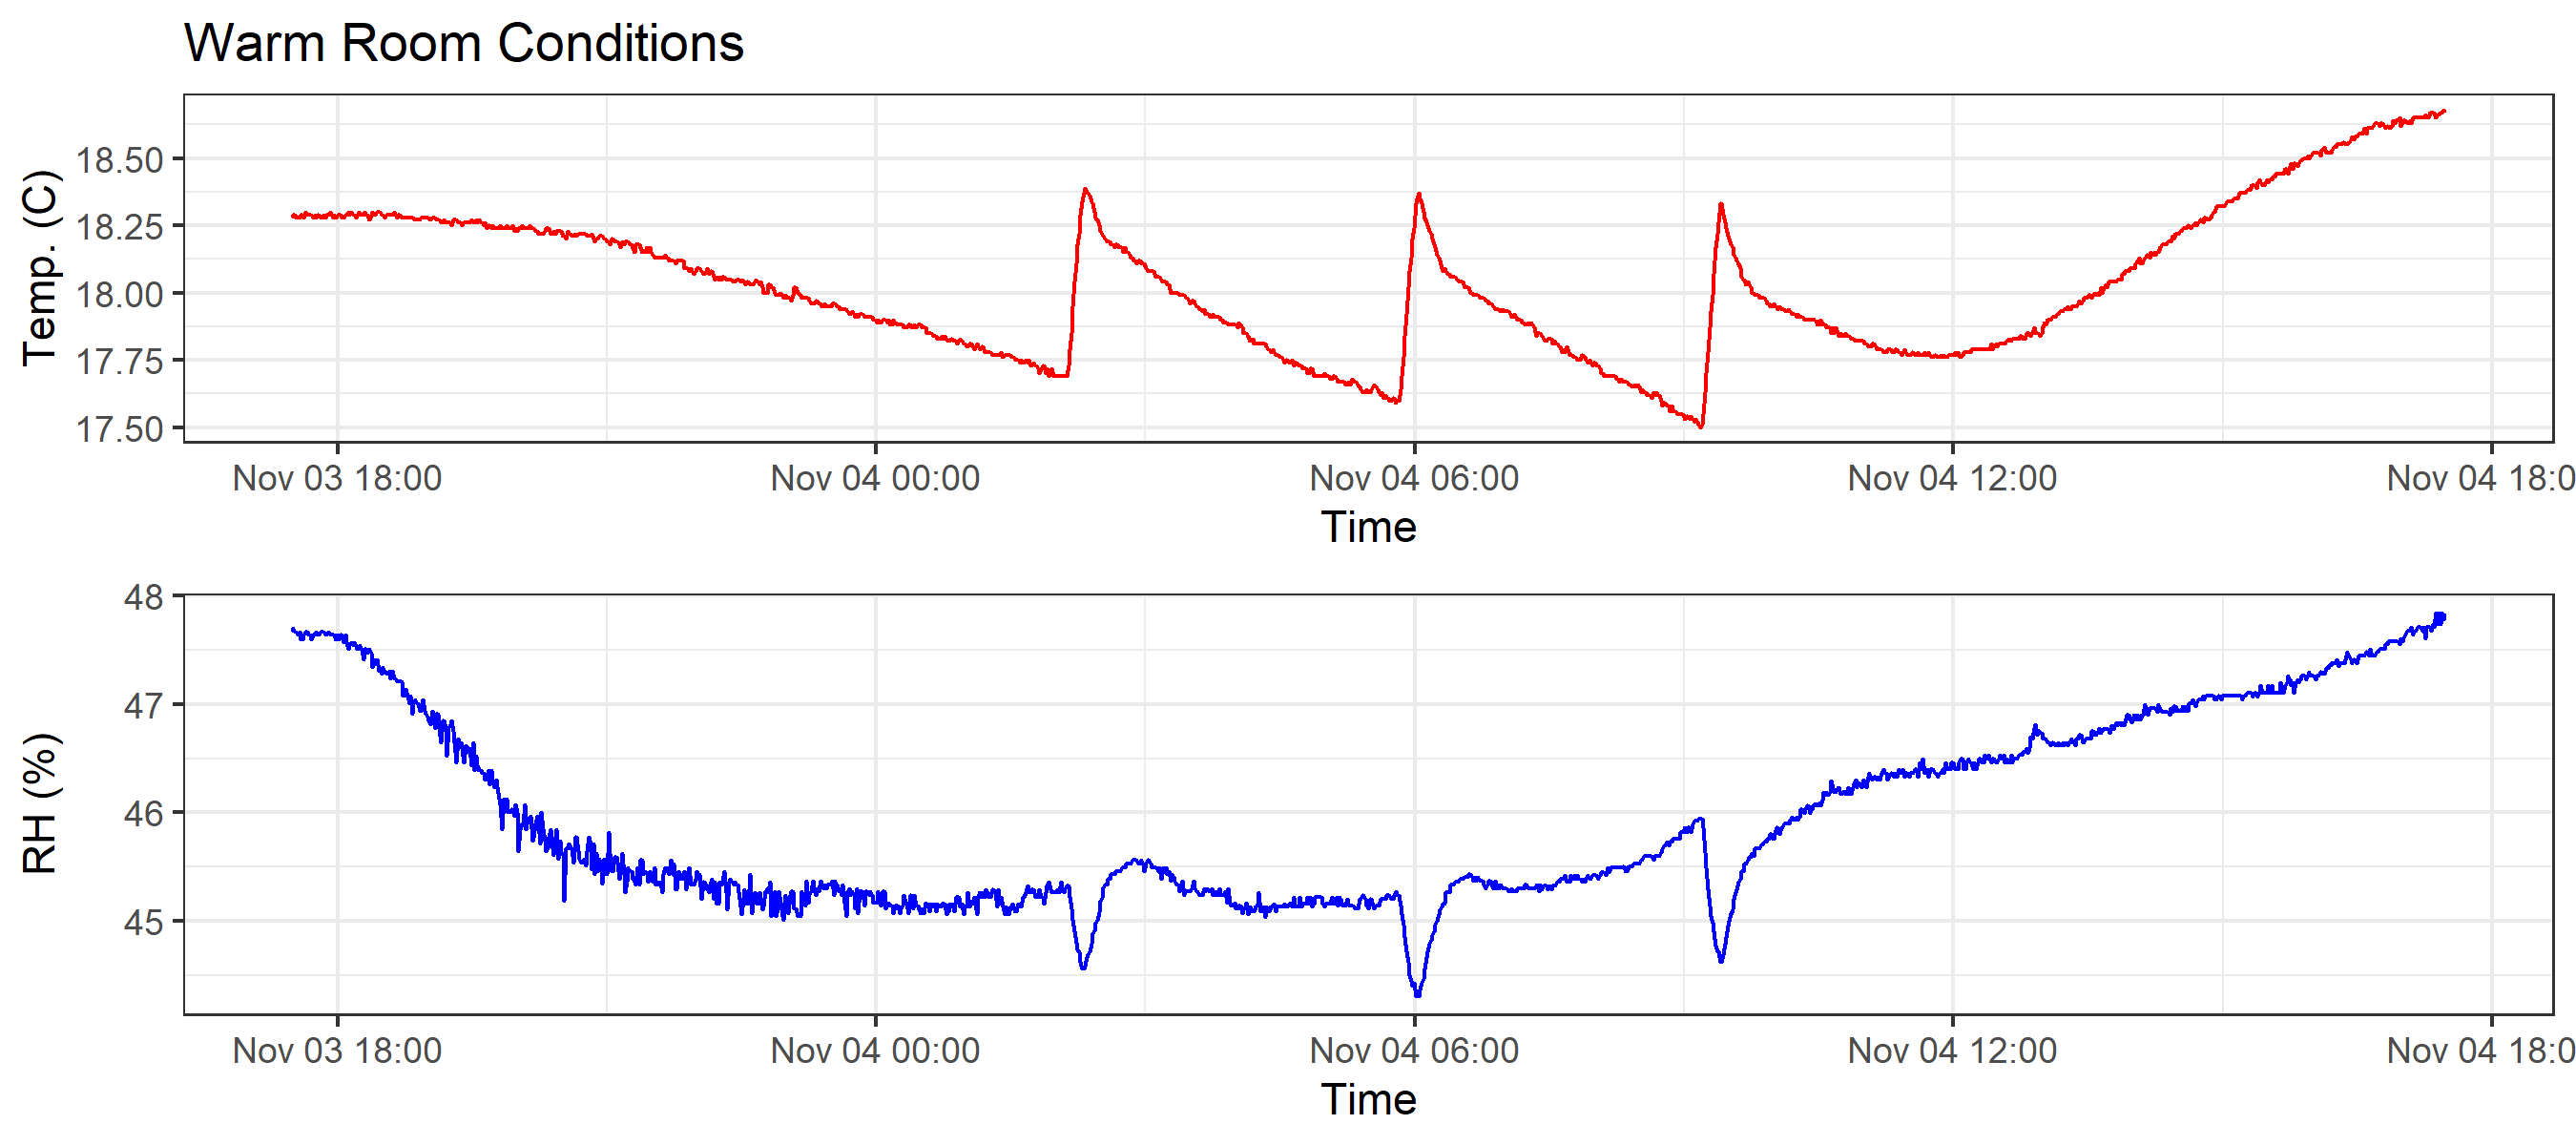 Warm Room Conditions
Temp. (C)
18.50
18.25
18.00
17.75
17.50
Nov 03 18:00 Nov 04 00:00 Nov 04 06:00 Nov 04 12:00 Nov 04 18:0
Time
RH (%)
48
47
46
45
Nov 03 18:00 Nov 04 00:00 Nov 04 06:00 Nov 04 12:00 Nov 04 18:0
Time